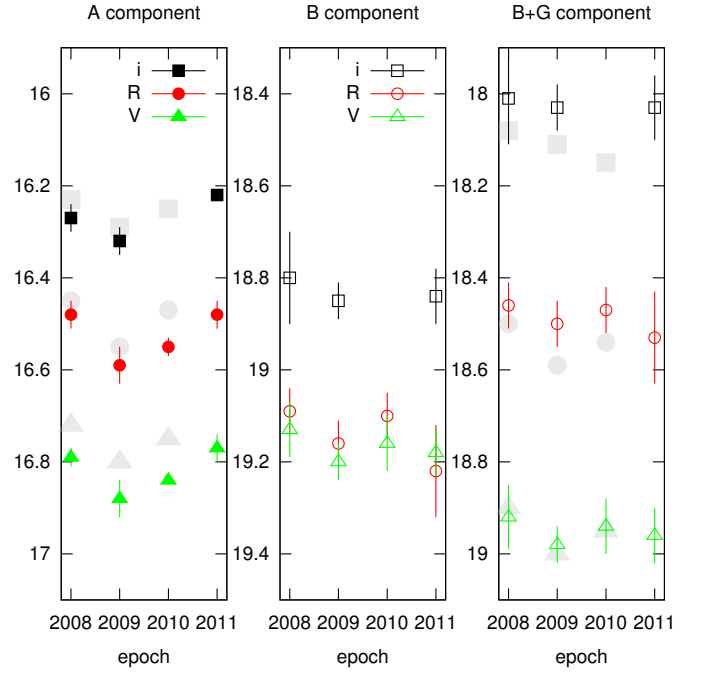 A component B component B+G component
i i
R R
V V
16 18.4 18
16.2 18.6 18.2
16.4 18.8 18.4
16.6 19 18.6
16.8 19.2 18.8
17 19.4 19
2008 2009 2010 2011 2008 2009 2010 2011 2008 2009 2010 2011
epoch epoch epoch